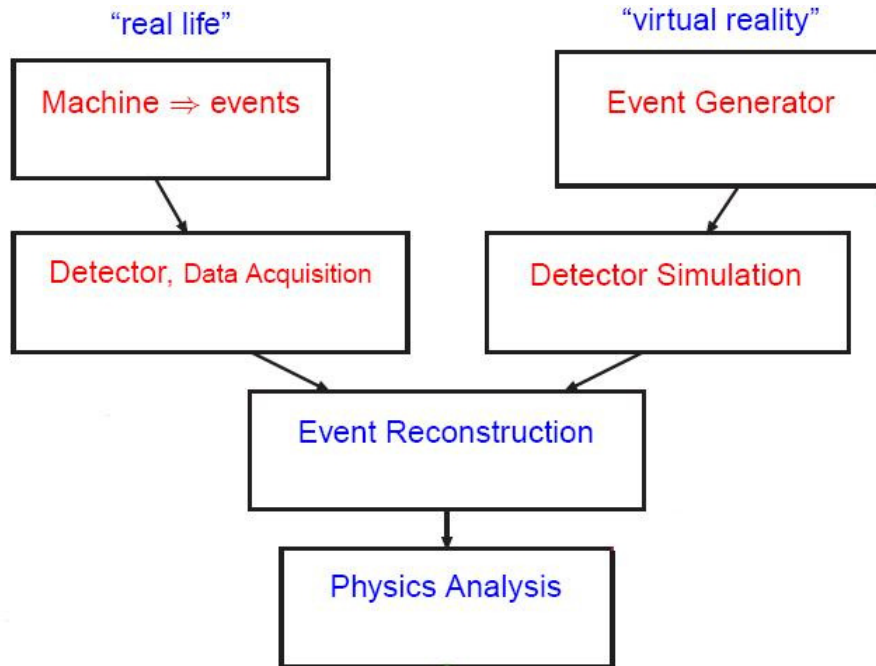 “real life”
“virtual reality”
Machine ⇒ events
Event Generator
Detector, Data Acquisition
Detector Simulation
Event Reconstruction
Physics Analysis